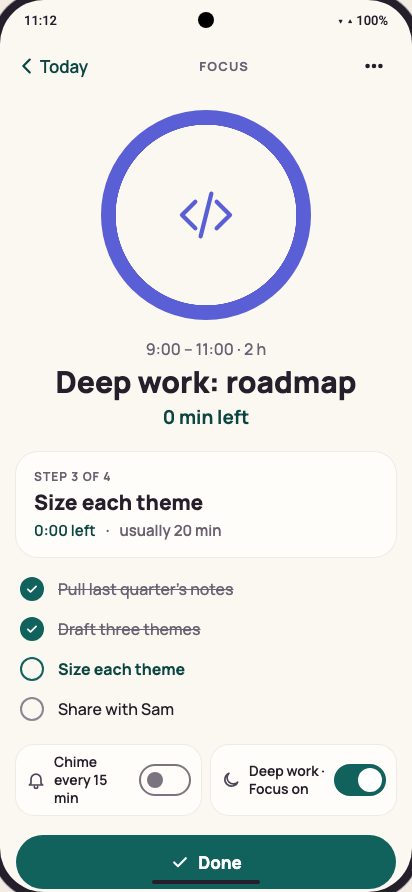 11:12
100%
Today
FOCUS
9:00 – 11:00 · 2 h
Deep work: roadmap
0 min left
STEP 3 OF 4
Size each theme
0:00 left · usually 20 min
Pull last quarter's notes
Draft three themes
Size each theme
Share with Sam
Chime
every 15
min
Deep work ·
Focus on
Done